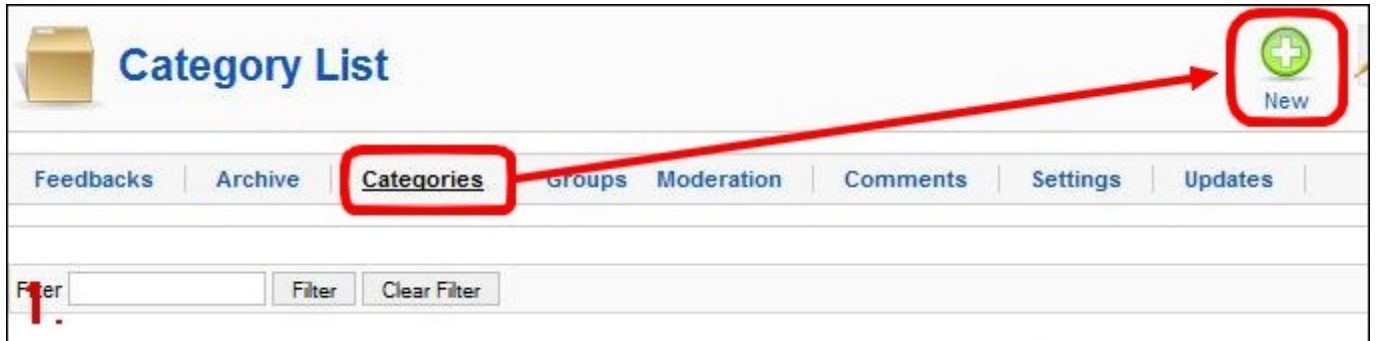 Category List
New
Feedbacks Archive Categories Groups Moderation Comments Settings Updates
Filter Filter Clear Filter
1.